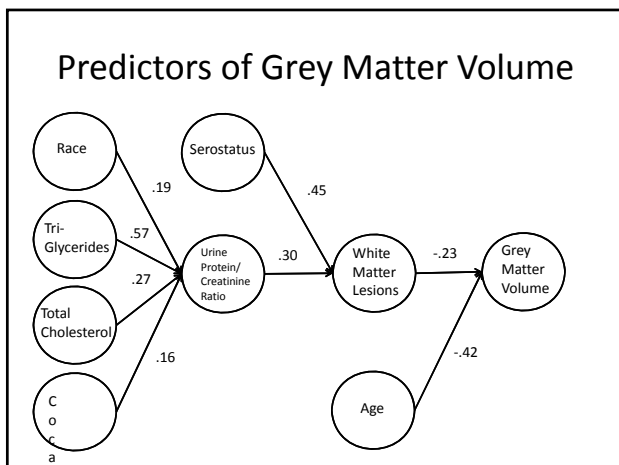 Predictors of Grey Matter Volume
Race
Serostatus
.19
.45
Tri-
Glycerides
.57
Urine
Protein/
Creatinine
Ratio
.30
White
Matter
Lesions
-.23
Grey
Matter
Volume
.27
Total
Cholesterol
.16
-.42
C
o
c
a
Age